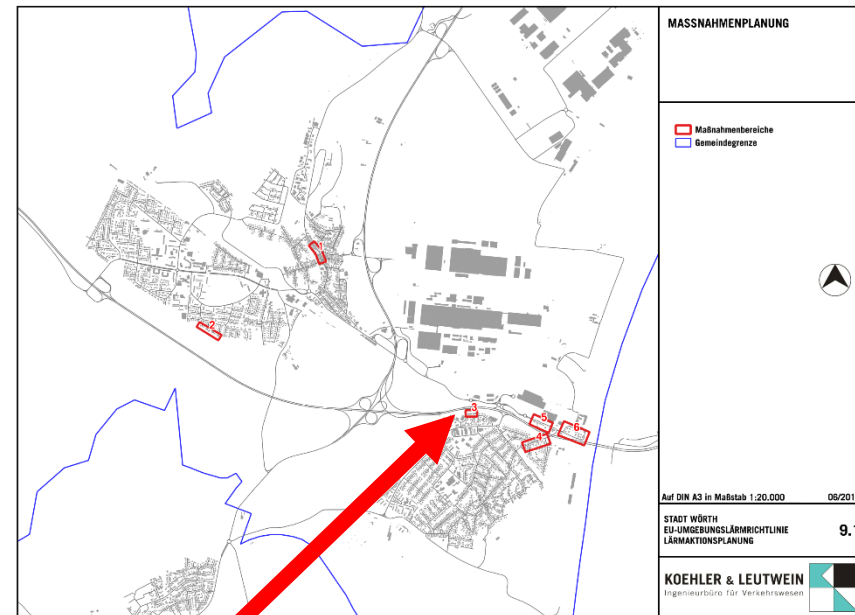 MASSNAHMENPLANUNG
Maßnahmenbereiche
Gemeindegrenze
1
2
3
5
6
4
Auf DIN A3 in Maßstab 1:20.000
STADT WÖRTH
EU-UMGEBUNGSLÄRMRICHTLINIE
LÄRMAKTIONSPLANUNG
KOEHLER & LEUTWEIN
Ingenieurbüro für Verkehrswesen